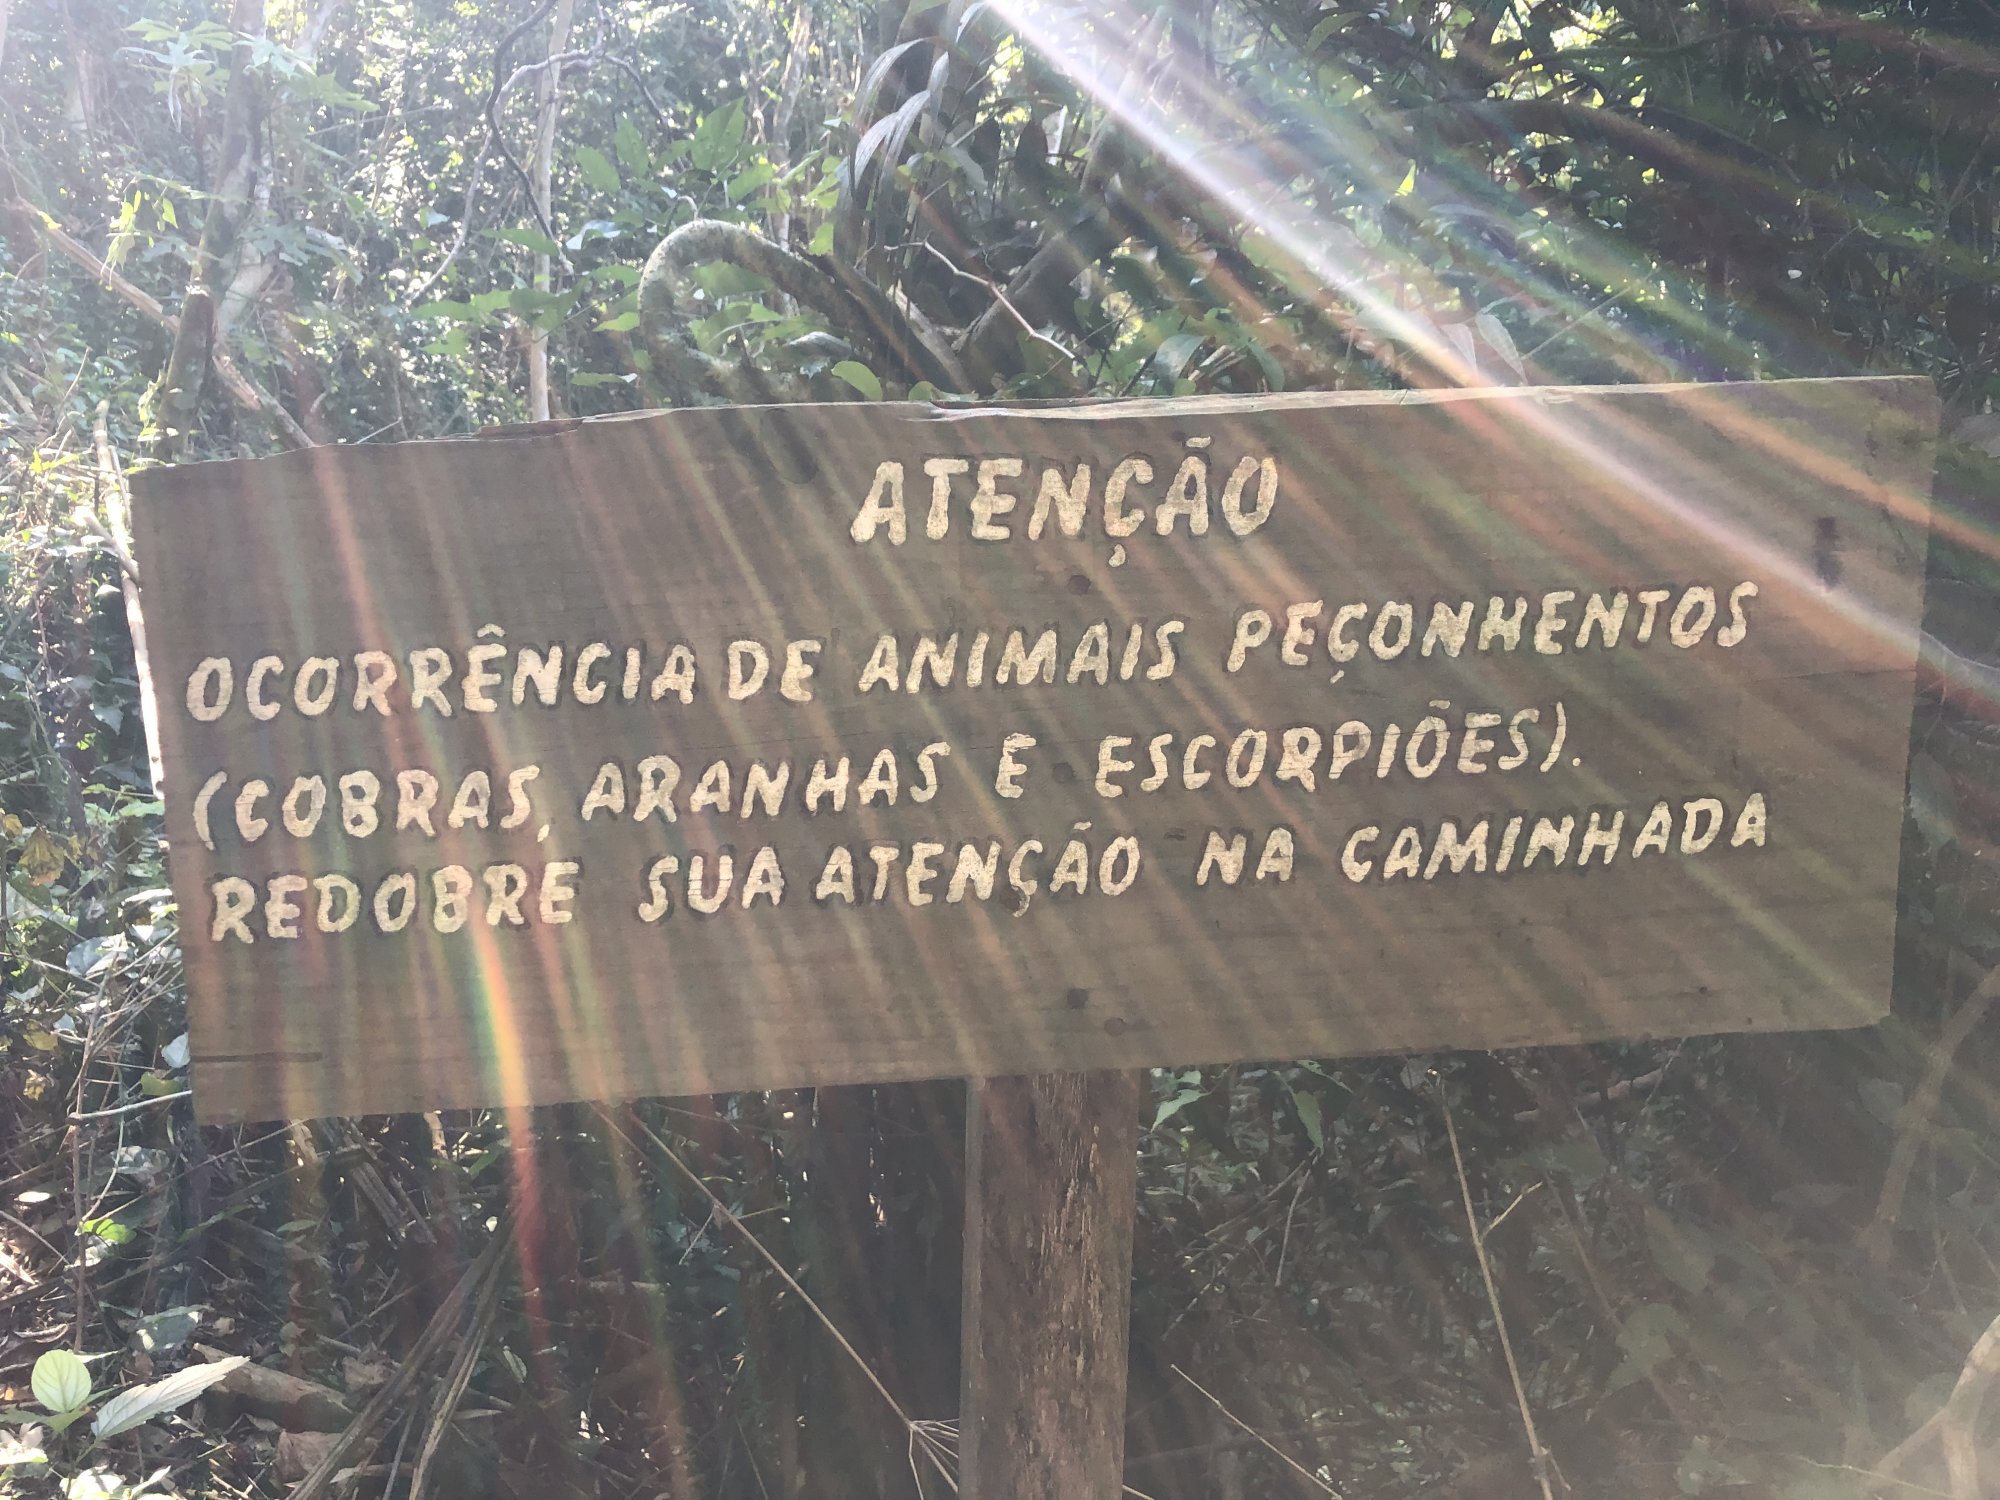 ATENÇÃO
OCORRÊNCIA DE ANIMAIS PEÇONHENTOS
(COBRAS, ARANHAS E ESCORPIÕES).
REDOBRE SUA ATENÇÃO NA CAMINHADA